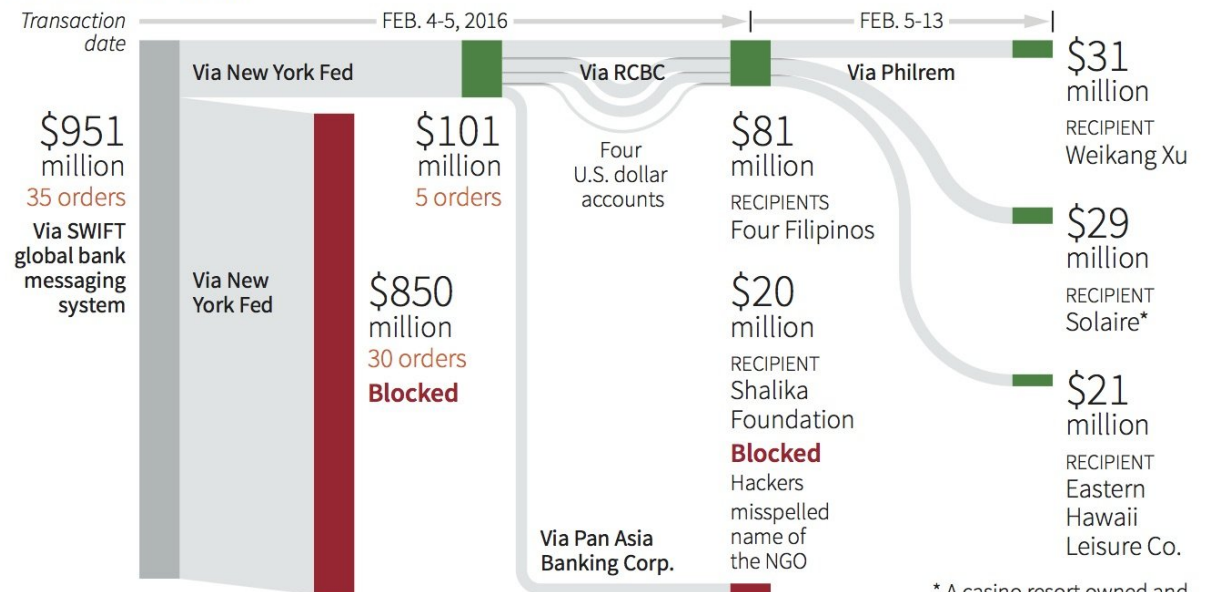 Transaction
date
FEB. 4-5, 2016
FEB. 5-13
Via New York Fed
Via RCBC
Via Philrem
$951
million
35 orders
Via SWIFT
global bank
messaging
system
Via New
York Fed
$850
million
30 orders
Blocked
$101
million
5 orders
Four
U.S. dollar
accounts
$81
million
RECIPIENTS
Four Filipinos
$20
million
RECIPIENT
Shalika
Foundation
Blocked
Hackers
misspelled
name of
the NGO
Via Pan Asia
Banking Corp.
$31
million
RECIPIENT
Weikang Xu
$29
million
RECIPIENT
Solaire*
$21
million
RECIPIENT
Eastern
Hawaii
Leisure Co.
* A casino resort owned and